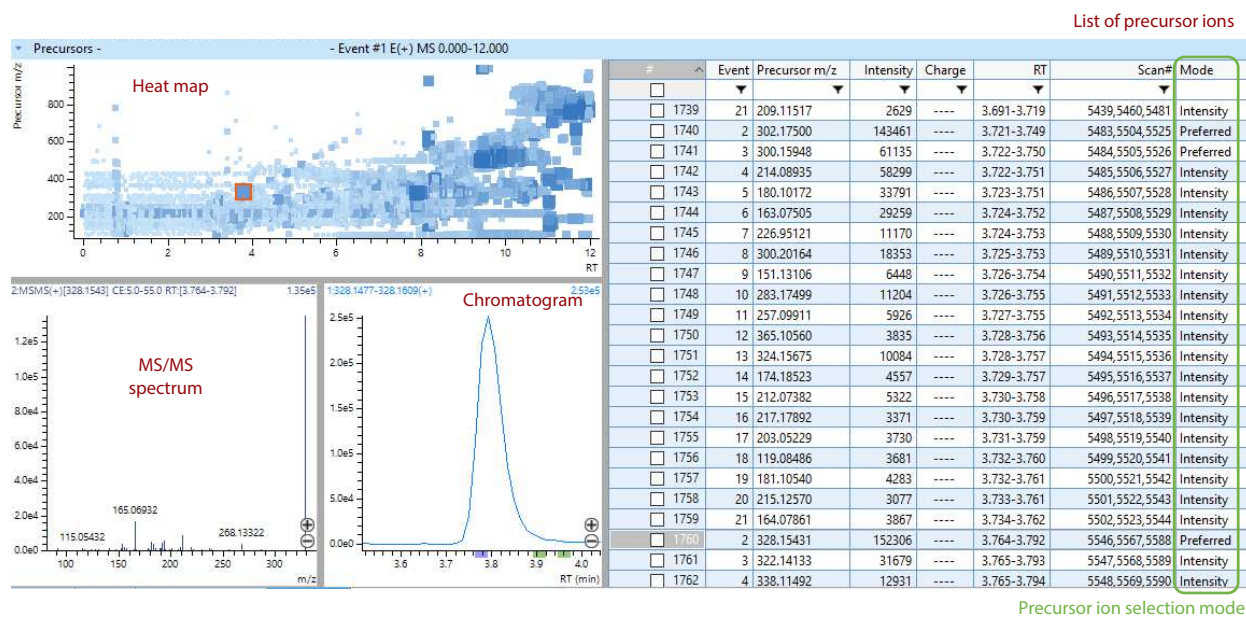 List of precursor ions
Precursors -  - Event #1 E(+) MS 0.000-12.000
Heat map
Precursor m/z
800
600
400
200
0 2 4 6 8 10 12
RT
2:MSMS(+)[328.1543] CE:5.0-55.0 RT:[3.764-3.792] 1.35e5
MS/MS
spectrum
1.2e5
1.0e5
8.0e4
6.0e4
4.0e4
2.0e4
0.0e0
115.05432
165.06932
268.13322
100 150 200 250 300
m/z
1:328.1477-328.1609(+) 2.53e5
Chromatogram
2.5e5
2.0e5
1.5e5
1.0e5
5.0e4
0.0e0
3.6 3.7 3.8 3.9 4.0
RT (min)
# Event Precursor m/z Intensity Charge RT Scan# Mode
1739 21 209.11517 2629 ---- 3.691-3.719 5439,5460,5481 Intensity
1740 2 302.17500 143461 ---- 3.721-3.749 5483,5504,5525 Preferred
1741 3 300.15948 61135 ---- 3.722-3.750 5484,5505,5526 Preferred
1742 4 214.08935 58299 ---- 3.722-3.751 5485,5506,5527 Intensity
1743 5 180.10172 33791 ---- 3.723-3.751 5486,5507,5528 Intensity
1744 6 163.07505 29259 ---- 3.724-3.752 5487,5508,5529 Intensity
1745 7 226.95121 11170 ---- 3.724-3.753 5488,5509,5530 Intensity
1746 8 300.20164 18353 ---- 3.725-3.753 5489,5510,5531 Intensity
1747 9 151.13106 6448 ---- 3.726-3.754 5490,5511,5532 Intensity
1748 10 283.17499 11204 ---- 3.726-3.755 5491,5512,5533 Intensity
1749 11 257.09911 5926 ---- 3.727-3.755 5492,5513,5534 Intensity
1750 12 365.10560 3835 ---- 3.728-3.756 5493,5514,5535 Intensity
1751 13 324.15675 10084 ---- 3.728-3.757 5494,5515,5536 Intensity
1752 14 174.18523 4557 ---- 3.729-3.757 5495,5516,5537 Intensity
1753 15 212.07382 5322 ---- 3.730-3.758 5496,5517,5538 Intensity
1754 16 217.17892 3371 ---- 3.730-3.759 5497,5518,5539 Intensity
1755 17 203.05229 3730 ---- 3.731-3.759 5498,5519,5540 Intensity
1756 18 119.08486 3681 ---- 3.732-3.760 5499,5520,5541 Intensity
1757 19 181.10540 4283 ---- 3.732-3.761 5500,5521,5542 Intensity
1758 20 215.12570 3077 ---- 3.733-3.761 5501,5522,5543 Intensity
1759 21 164.07861 3867 ---- 3.734-3.762 5502,5523,5544 Intensity
1760 2 328.15431 152306 ---- 3.764-3.792 5546,5567,5588 Preferred
1761 3 322.14133 31679 ---- 3.765-3.793 5547,5568,5589 Intensity
1762 4 338.11492 12931 ---- 3.765-3.794 5548,5569,5590 Intensity
Precursor ion selection mode